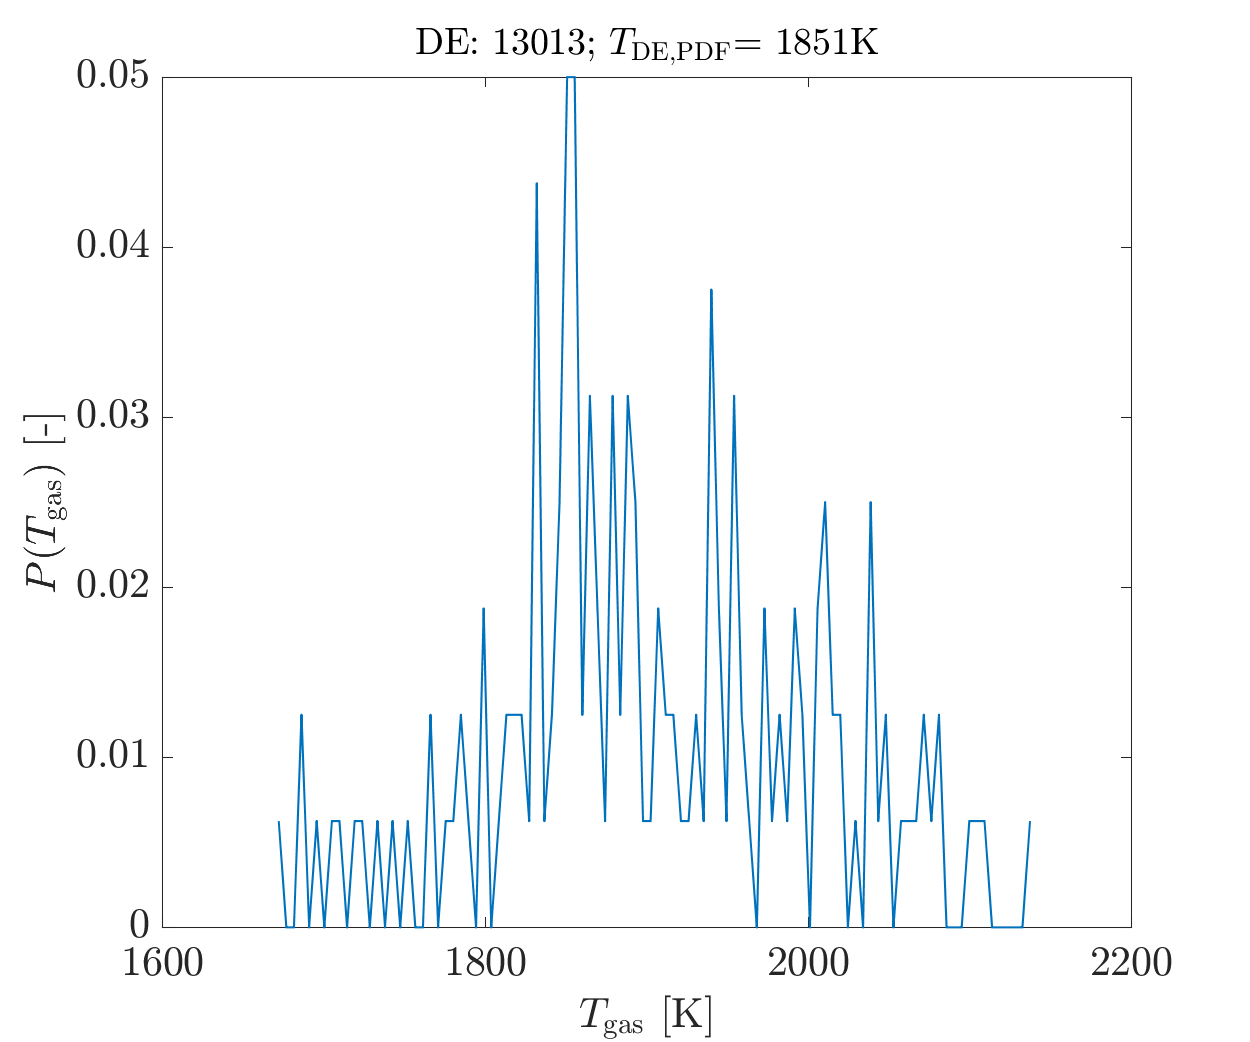 DE: 13013; T_DE,PDF= 1851K
0.05
0.04
0.03
0.02
0.01
0
P(T_gas) [-]
1600 1800 2000 2200
T_gas [K]